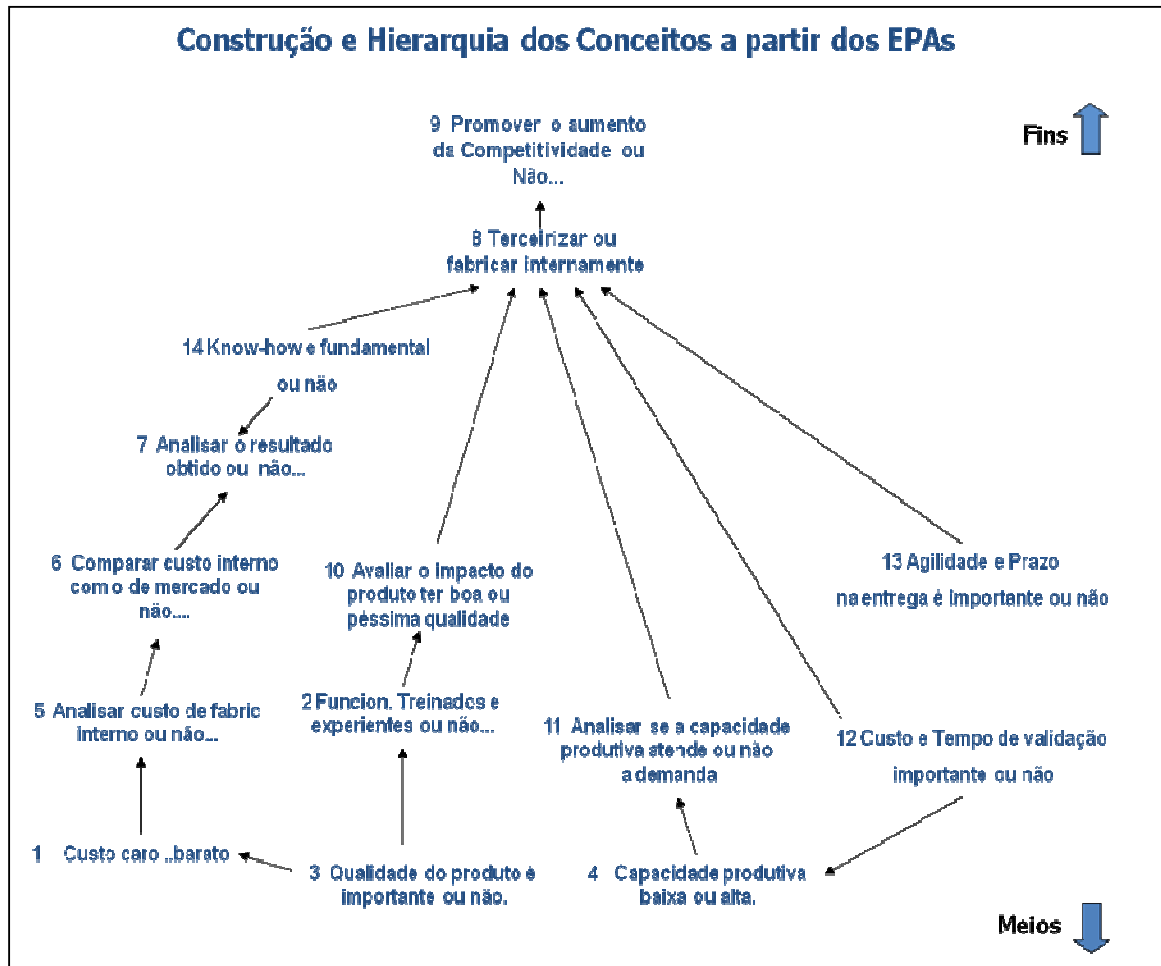 Construção e Hierarquia dos Conceitos a partir dos EPAs
9 Promover o aumento
da Competitividade ou
Não...
Fins
8 Terceirizar ou
fabricar internamente
14 Know-how e fundamental
ou não
7 Analisar o resultado
obtido ou não...
6 Comparar custo interno
com o de mercado ou
não....
10 Avaliar o impacto do
produto ter boa ou
péssima qualidade
13 Agilidade e Prazo
na entrega é importante ou não
5 Analisar custo de fabric
interno ou não...
2 Funcion. Treinados e
experientes ou não...
11 Analisar se a capacidade
produtiva atende ou não
a demanda
12 Custo e Tempo de validação
importante ou não
1 Custo caro ..barato
3 Qualidade do produto é
importante ou não.
4 Capacidade produtiva
baixa ou alta.
Meios